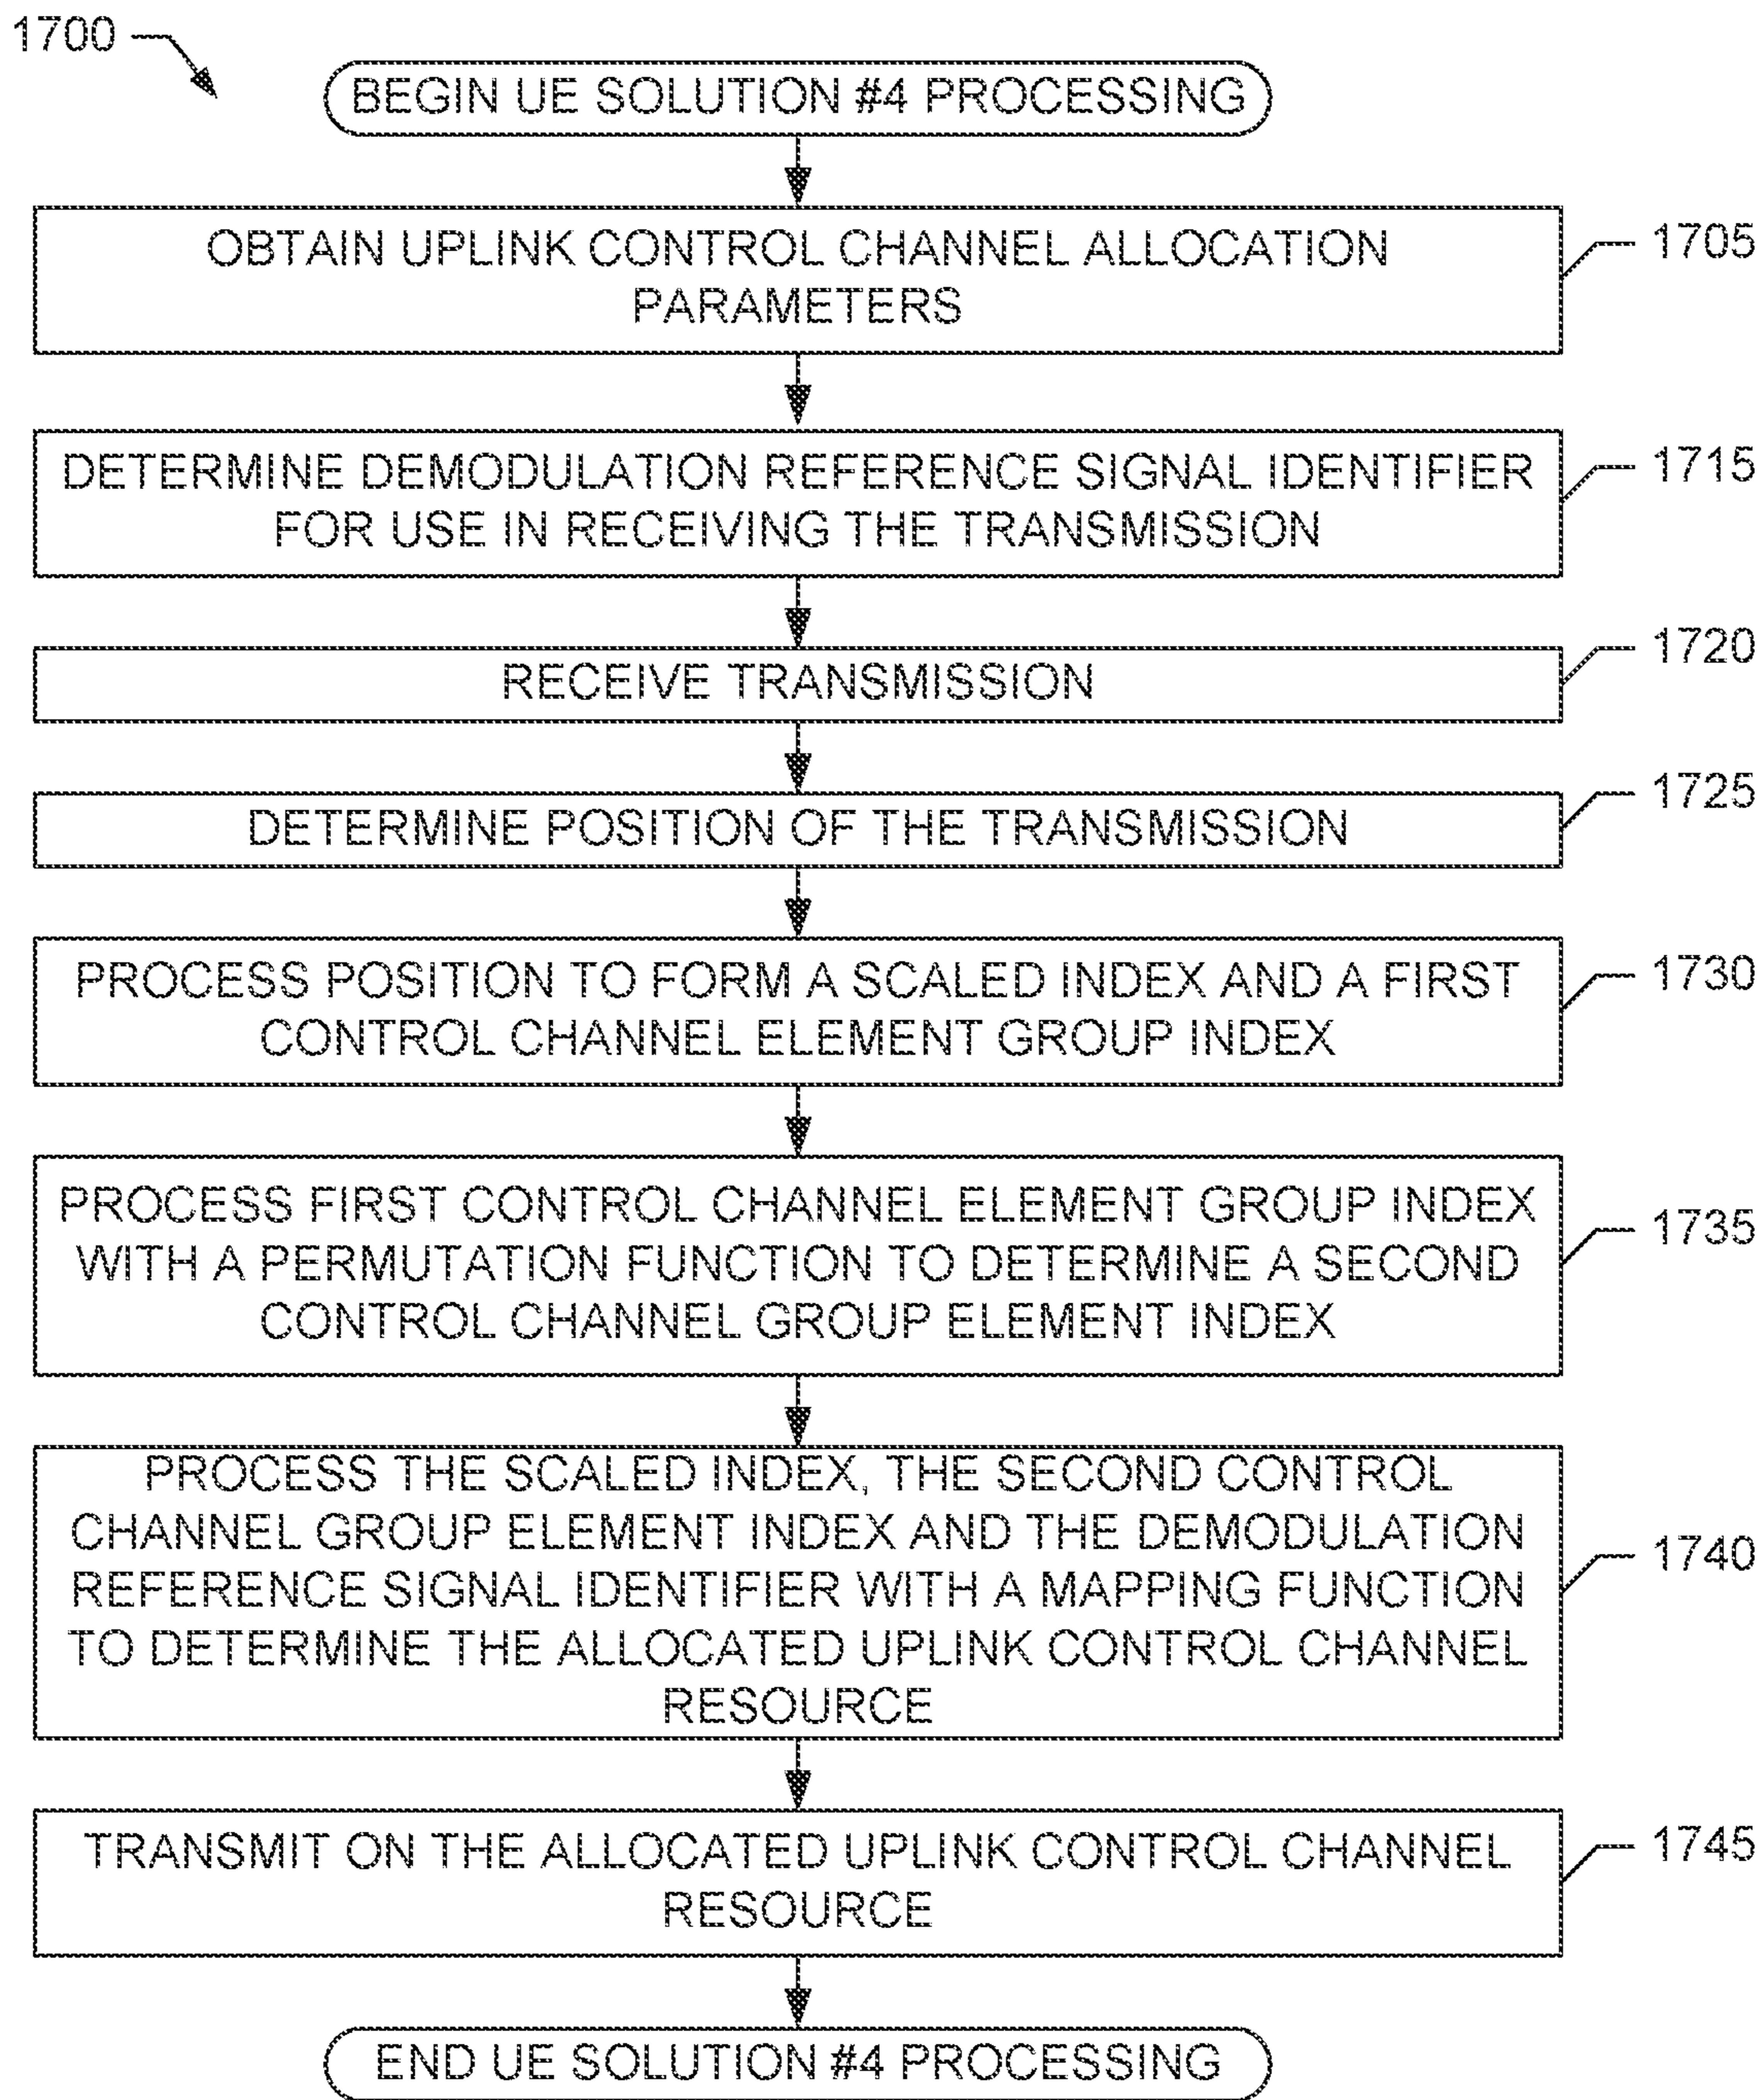 1700
BEGIN UE SOLUTION #4 PROCESSING
OBTAIN UPLINK CONTROL CHANNEL ALLOCATION
PARAMETERS
1705
DETERMINE DEMODULATION REFERENCE SIGNAL IDENTIFIER
FOR USE IN RECEIVING THE TRANSMISSION
1715
RECEIVE TRANSMISSION
1720
DETERMINE POSITION OF THE TRANSMISSION
1725
PROCESS POSITION TO FORM A SCALED INDEX AND A FIRST
CONTROL CHANNEL ELEMENT GROUP INDEX
1730
PROCESS FIRST CONTROL CHANNEL ELEMENT GROUP INDEX
WITH A PERMUTATION FUNCTION TO DETERMINE A SECOND
CONTROL CHANNEL GROUP ELEMENT INDEX
1735
PROCESS THE SCALED INDEX, THE SECOND CONTROL
CHANNEL GROUP ELEMENT INDEX AND THE DEMODULATION
REFERENCE SIGNAL IDENTIFIER WITH A MAPPING FUNCTION
TO DETERMINE THE ALLOCATED UPLINK CONTROL CHANNEL
RESOURCE
1740
TRANSMIT ON THE ALLOCATED UPLINK CONTROL CHANNEL
RESOURCE
1745
END UE SOLUTION #4 PROCESSING